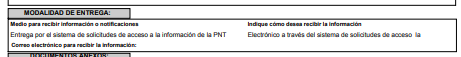 MODALIDAD DE ENTREGA:
Medio para recibir información o notificaciones Indique cómo desea recibir la información
Entrega por el sistema de solicitudes de acceso a la información de la PNT Electrónico a través del sistema de solicitudes de acceso la
Correo electrónico para recibir la información:
DOCUMENTOS ANEXOS: